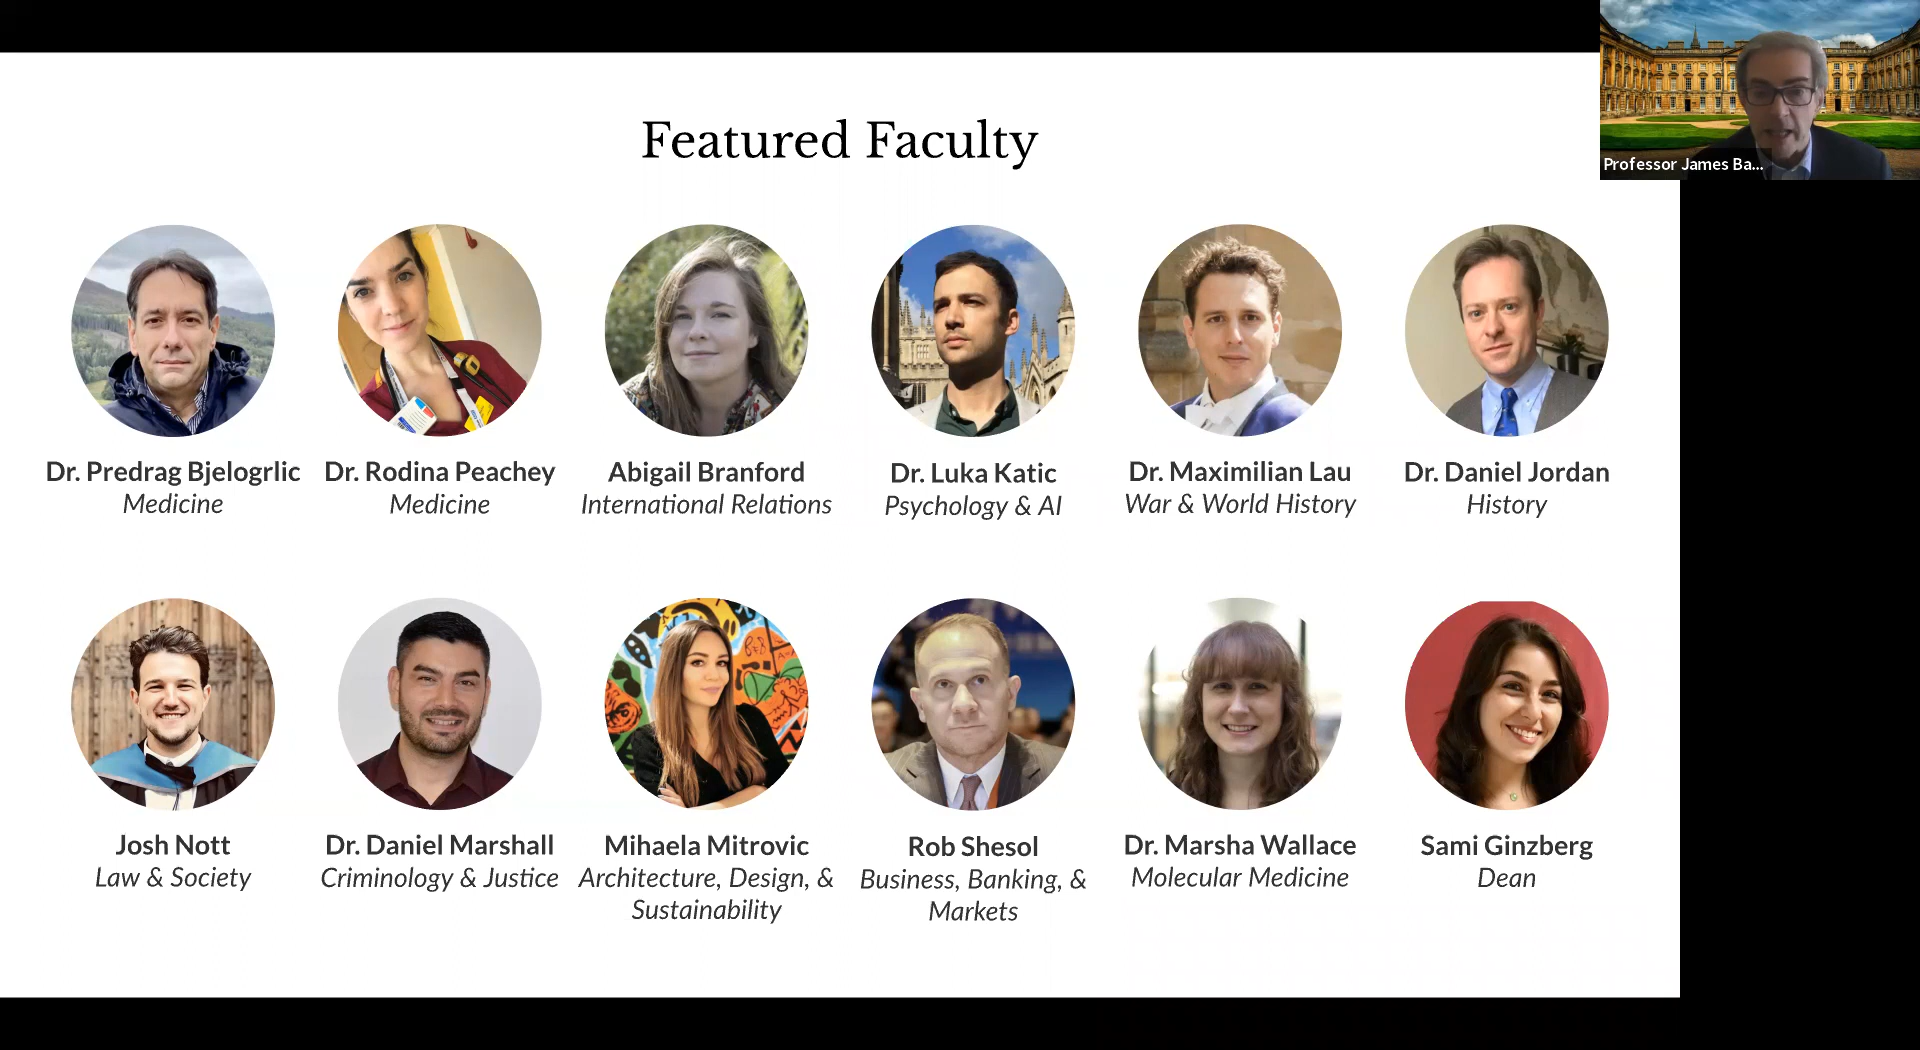 Featured Faculty
Professor James Ba...
Dr. Predrag Bjelogrlic
Medicine
Dr. Rodina Peachey
Medicine
Abigail Branford
International Relations
Dr. Luka Katic
Psychology & AI
Dr. Maximilian Lau
War & World History
Dr. Daniel Jordan
History
Josh Nott
Law & Society
Dr. Daniel Marshall
Criminology & Justice
Mihaela Mitrovic
Architecture, Design, &
Sustainability
Rob Shesol
Business, Banking, &
Markets
Dr. Marsha Wallace
Molecular Medicine
Sami Ginzberg
Dean